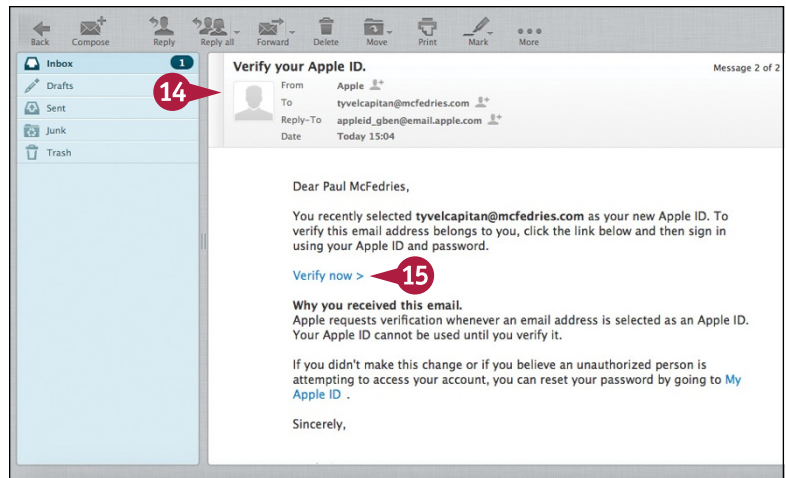 Back Compose Reply Reply all Forward Delete Move Print Mark More
Inbox 1
Drafts
Sent
Junk
Trash
14
Verify your Apple ID. Message 2 of 2
From Apple
To tyvelcapitan@mcfedries.com
Reply-To appleid_gben@email.apple.com
Date Today 15:04
Dear Paul McFedries,
You recently selected tyvelcapitan@mcfedries.com as your new Apple ID. To
verify this email address belongs to you, click the link below and then sign in
using your Apple ID and password.
Verify now > 15
Why you received this email.
Apple requests verification whenever an email address is selected as an Apple ID.
Your Apple ID cannot be used until you verify it.
If you didn't make this change or if you believe an unauthorized person is
attempting to access your account, you can reset your password by going to My
Apple ID .
Sincerely,